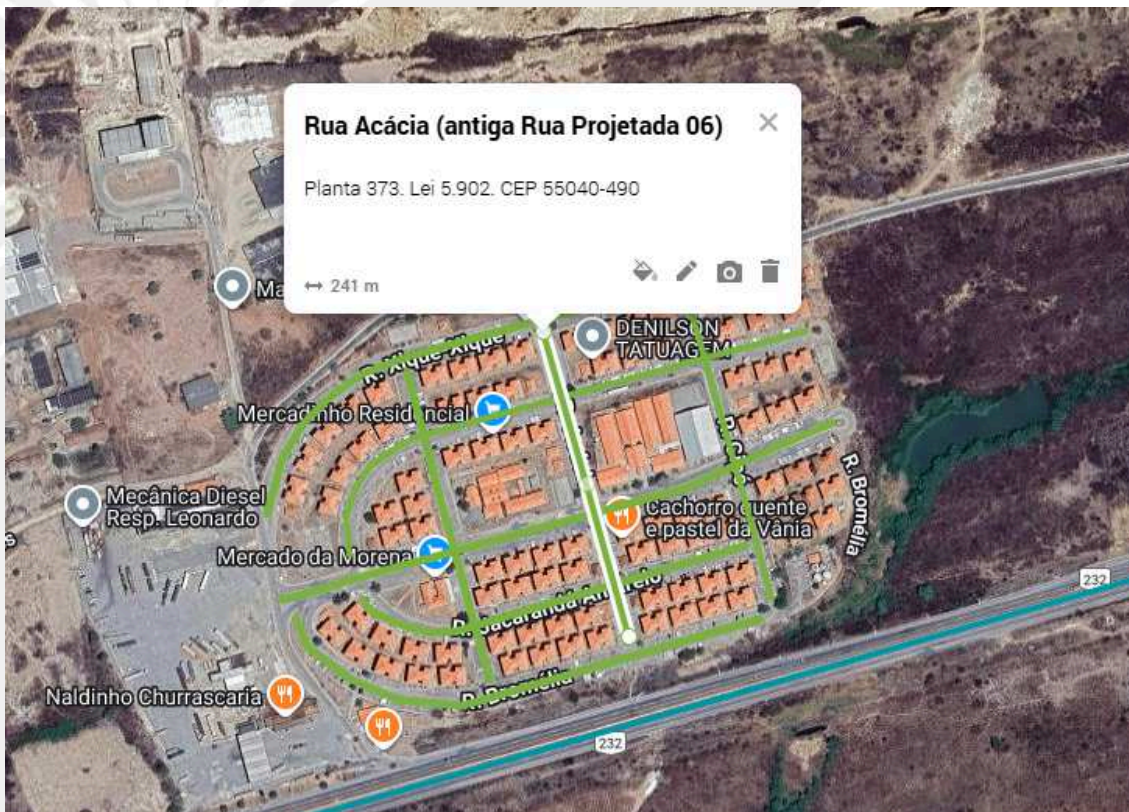 Rua Acácia (antiga Rua Projetada 06)
Planta 373. Lei 5.902. CEP 55040-490
241 m
Ma
R. Xique-Xique
DENILSON
TATUAGEM
Mercadinho Residencial
Mecânica Diesel
Resp. Leonardo
s
Cachorro quente
e pastel da Vânia
R. Bromélia
Mercado da Morena
R. Jacarandá Amarelo
232
R. Bromélia
Naldinho Churrascaria
232